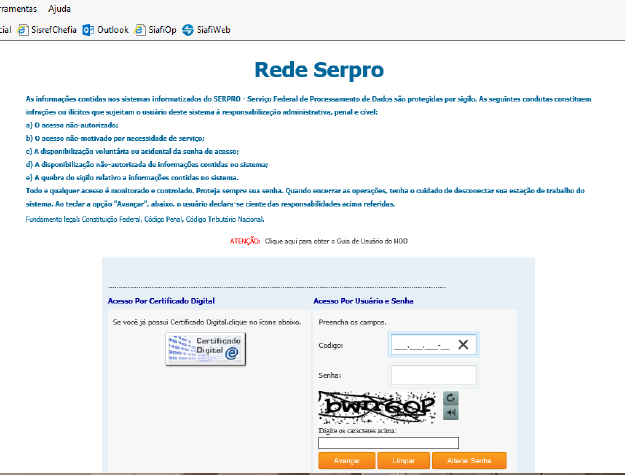 rramentas Ajuda
cial SisrefChefia Outlook SiafiOp SiafiWeb
Rede Serpro
As informações contidas nos sistemas informatizados do SERPRO - Serviço Federal de Processamento de Dados são protegidas por sigilo. As seguintes condutas constituem
infrações ou ilícitos que sujeitam o usuário deste sistema à responsabilização administrativa, penal e cível:
a) O acesso não-autorizado;
b) O acesso não-motivado por necessidade de serviço;
c) A disponibilização voluntária ou acidental da senha de acesso;
d) A disponibilização não-autorizada de informações contidas no sistema;
e) A quebra do sigilo relativo a informações contidas no sistema.
Todo e qualquer acesso é monitorado e controlado. Proteja sempre sua senha. Quando encerrar as operações, tenha o cuidado de desconectar sua estação de trabalho do
sistema. Ao teclar a opção "Avançar", abaixo, o usuário declara-se ciente das responsabilidades acima referidas.
Fundamento legal: Constituição Federal, Código Penal, Código Tributário Nacional.
ATENÇÃO: Clique aqui para obter o Guia de Usuário do HOD
Acesso Por Certificado Digital Acesso Por Usuário e Senha
Se você já possui Certificado Digital,clique no ícone abaixo. Preencha os campos.
Certificado
Digital
Código: ___.___.___-__
Senha:
Digite os caracteres acima:
Avançar Limpar Alterar Senha